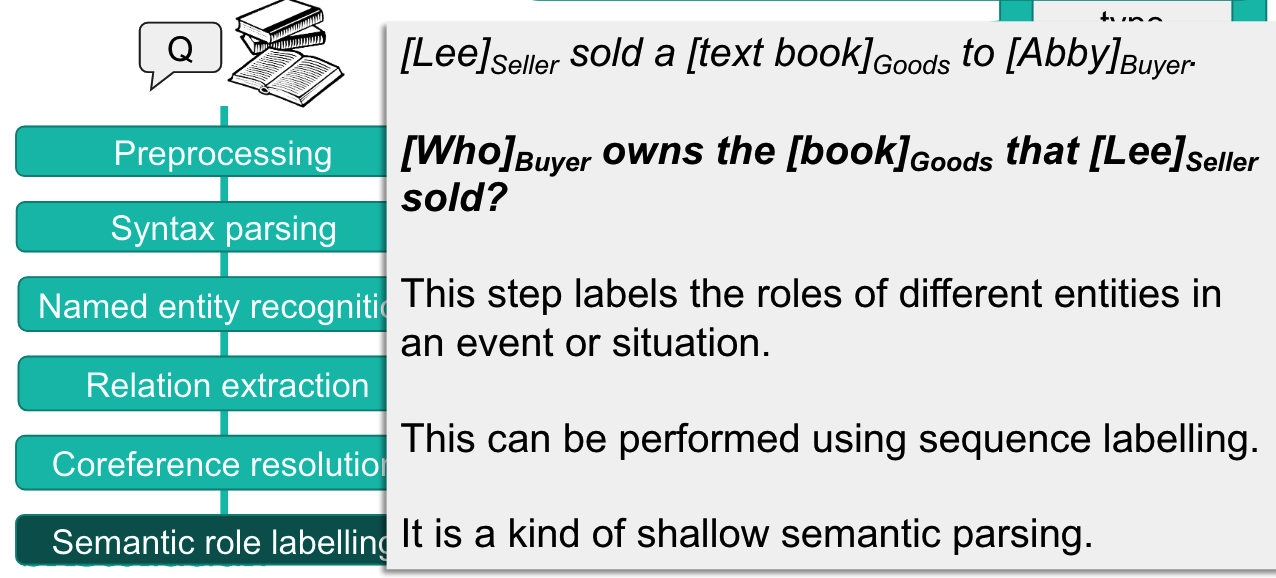 type
Q
[Lee]Seller sold a [text book]Goods to [Abby]Buyer.
[Who]Buyer owns the [book]Goods that [Lee]Seller
sold?
This step labels the roles of different entities in
an event or situation.
This can be performed using sequence labelling.
It is a kind of shallow semantic parsing.
Preprocessing
Syntax parsing
Named entity recognitic
Relation extraction
Coreference resolution
Semantic role labelling